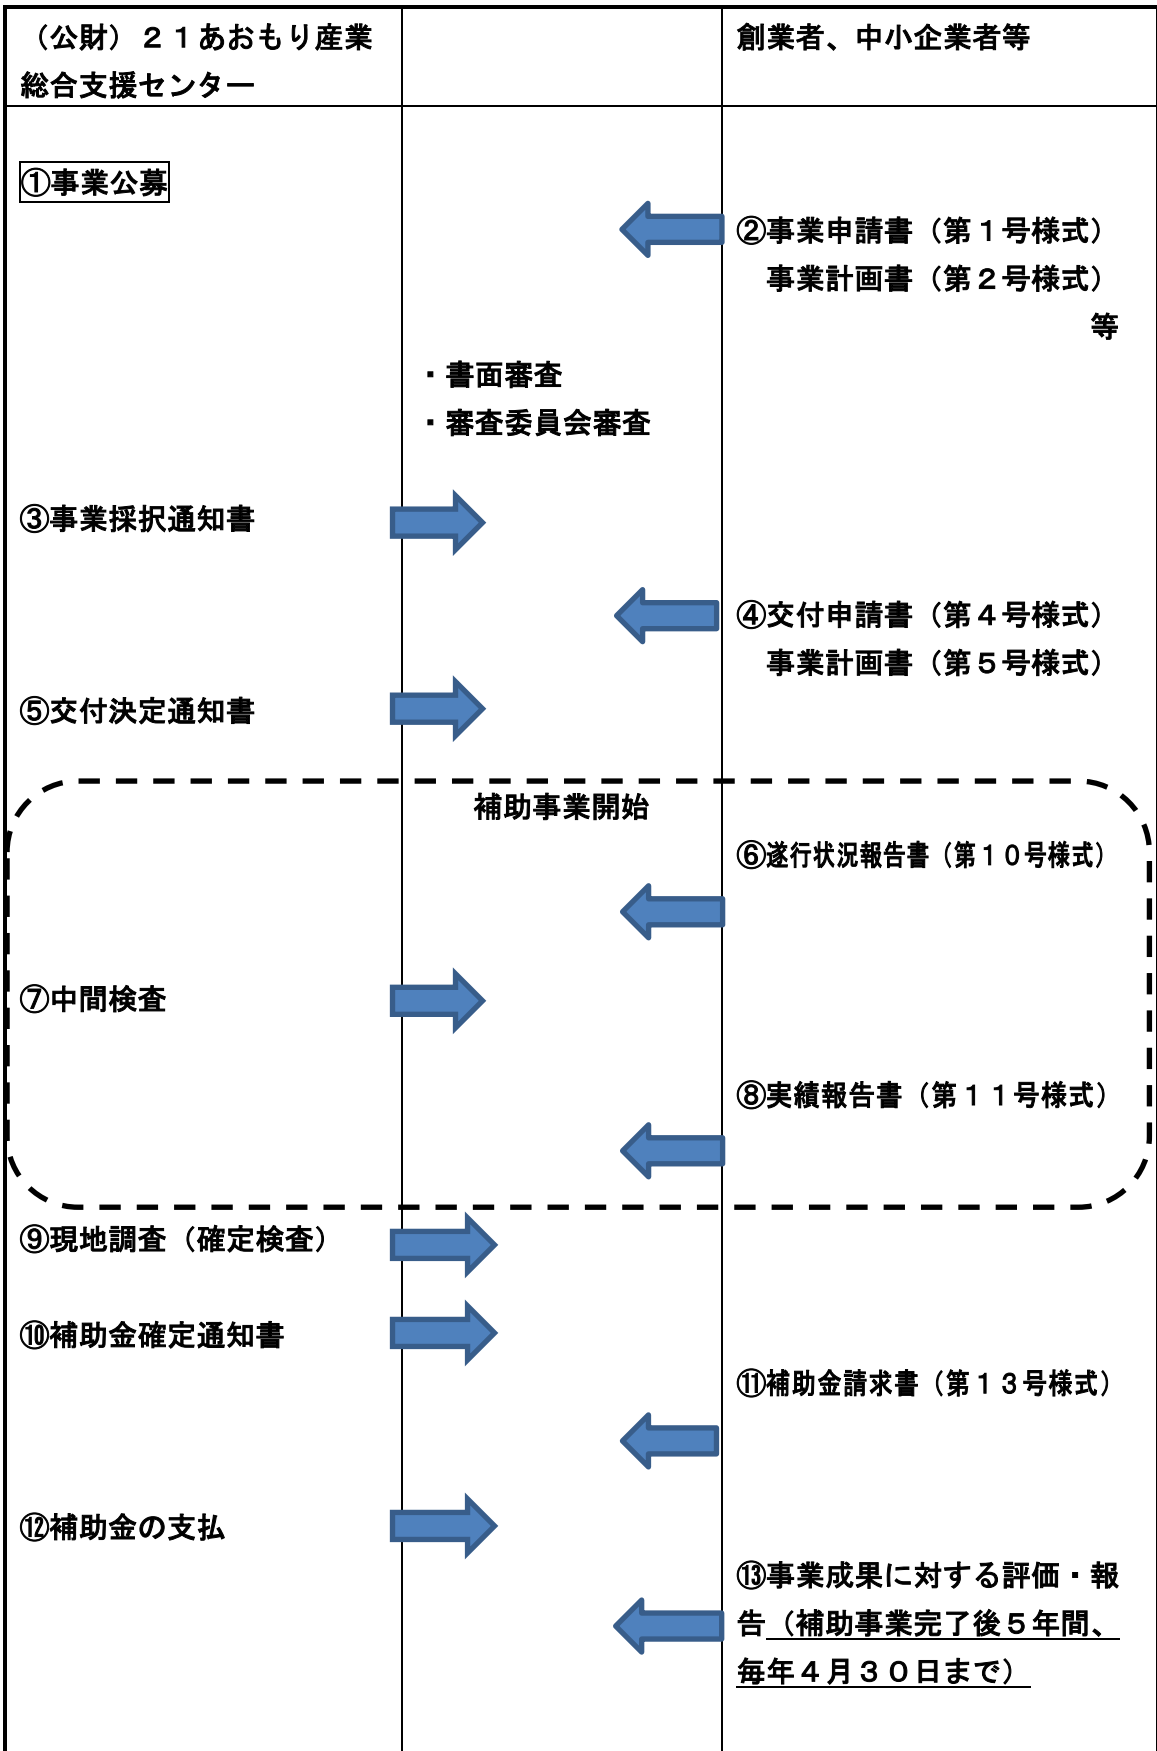 （公財）２１あおもり産業
総合支援センター
創業者、中小企業者等
①事業公募
②事業申請書（第１号様式）
事業計画書（第２号様式）
等
・書面審査
・審査委員会審査
③事業採択通知書
④交付申請書（第４号様式）
事業計画書（第５号様式）
⑤交付決定通知書
補助事業開始
⑥遂行状況報告書（第１０号様式）
⑦中間検査
⑧実績報告書（第１１号様式）
⑨現地調査（確定検査）
⑩補助金確定通知書
⑪補助金請求書（第１３号様式）
⑫補助金の支払
⑬事業成果に対する評価・報
告（補助事業完了後５年間、
毎年４月３０日まで）